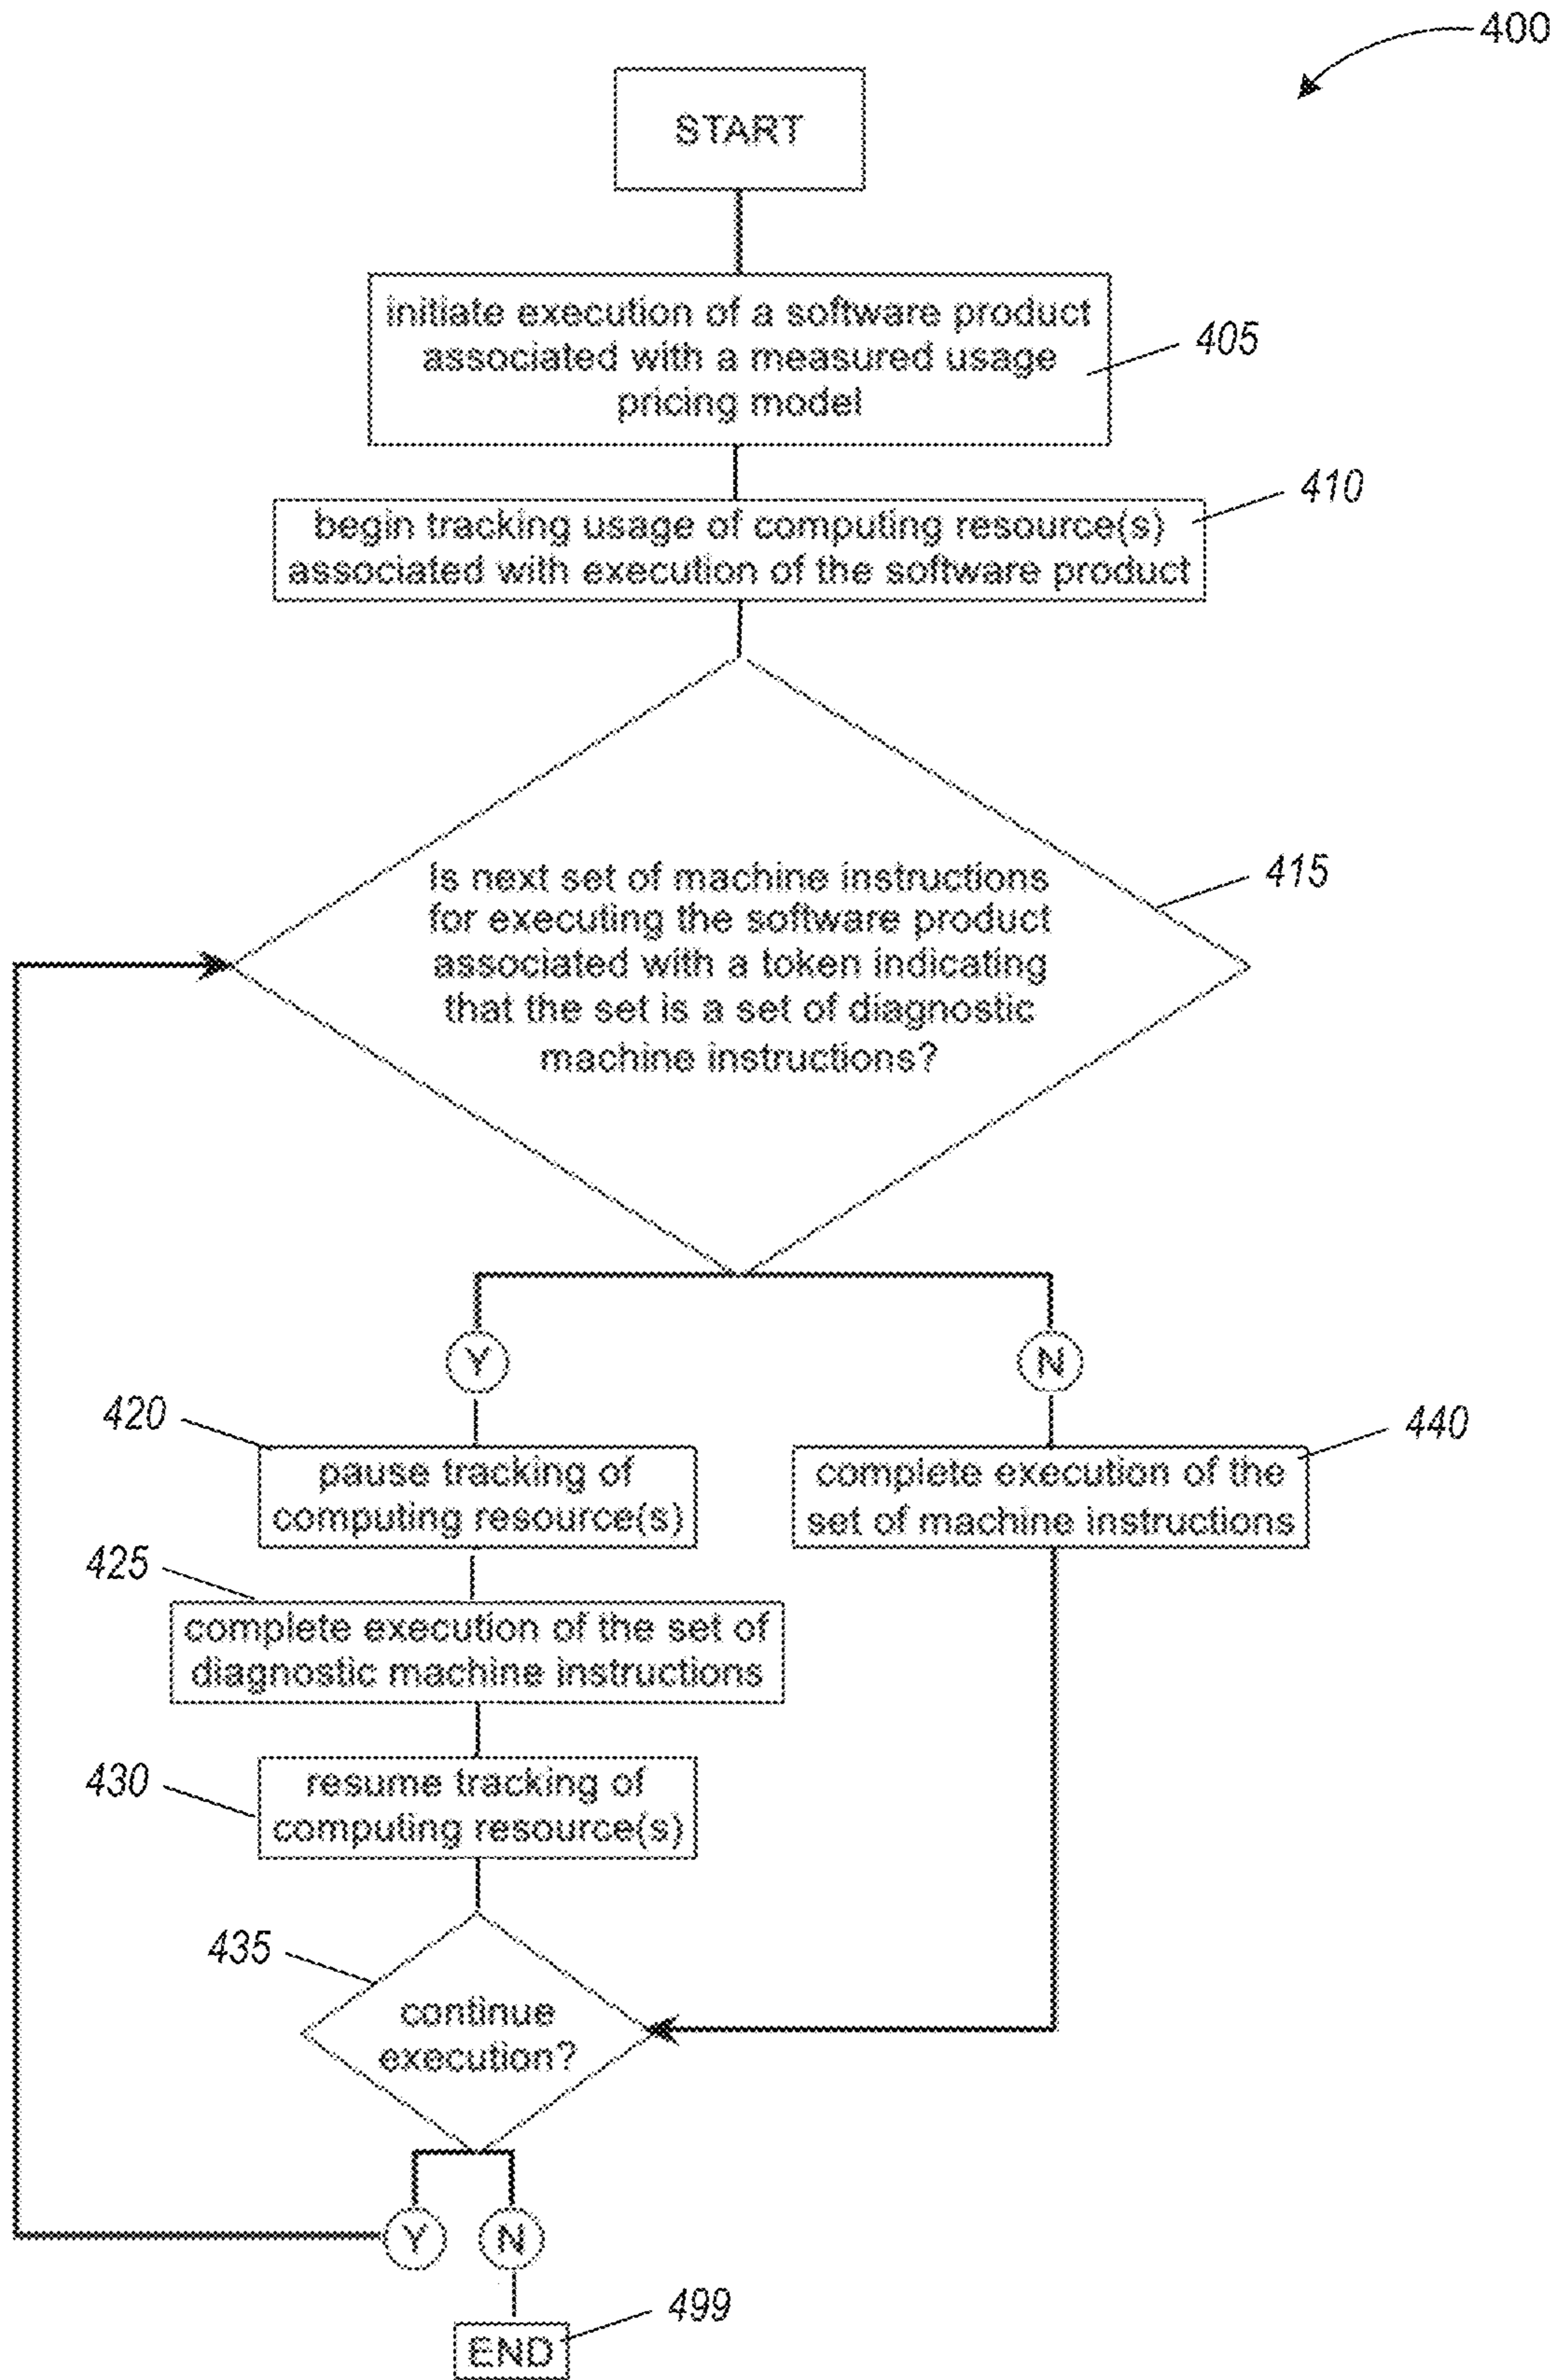 400
START
initiate execution of a software product
associated with a measured usage
pricing model
405
410
begin tracking usage of computing resource(s)
associated with execution of the software product
Is next set of machine instructions
for executing the software product
associated with a token indicating
that the set is a set of diagnostic
machine instructions?
415
Y
N
420
pause tracking of
computing resource(s)
440
complete execution of the
set of machine instructions
425
complete execution of the set of
diagnostic machine instructions
430
resume tracking of
computing resource(s)
435
continue
execution?
Y
N
499
END